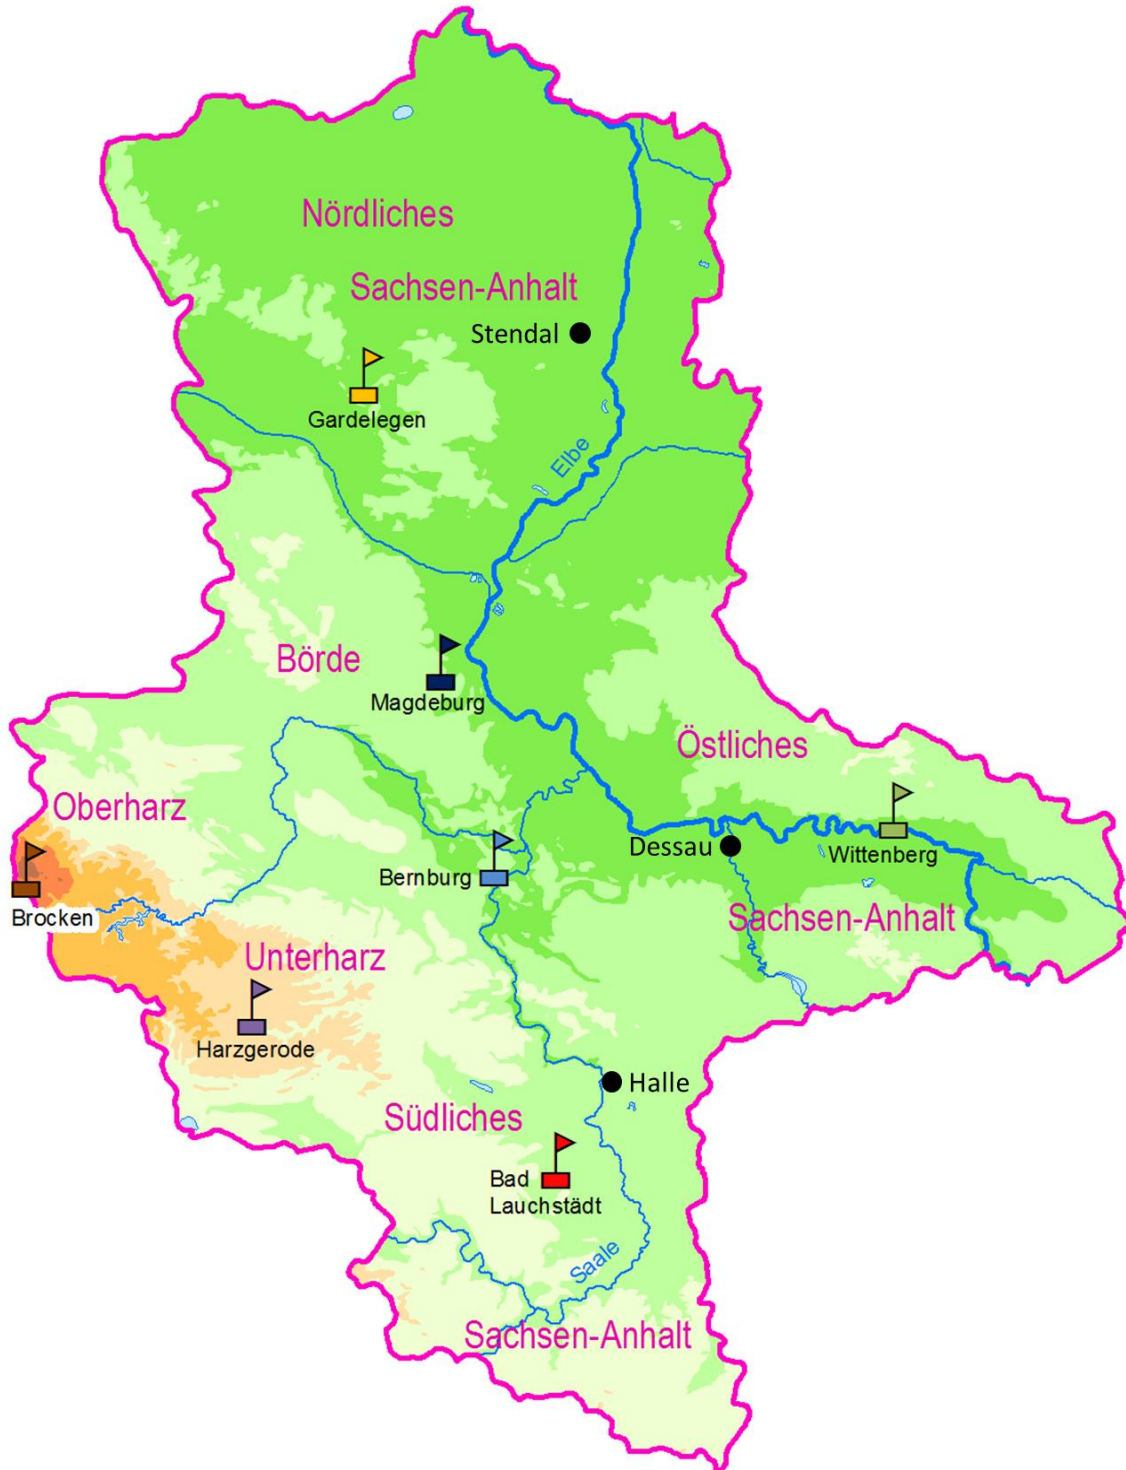 Nördliches
Sachsen-Anhalt
Stendal
Gardelegen
Elbe
Börde
Magdeburg
Östliches
Oberharz
Dessau
Wittenberg
Bernburg
Brocken
Sachsen-Anhalt
Unterharz
Harzgerode
Halle
Südliches
Bad
Lauchstädt
Saale
Sachsen-Anhalt